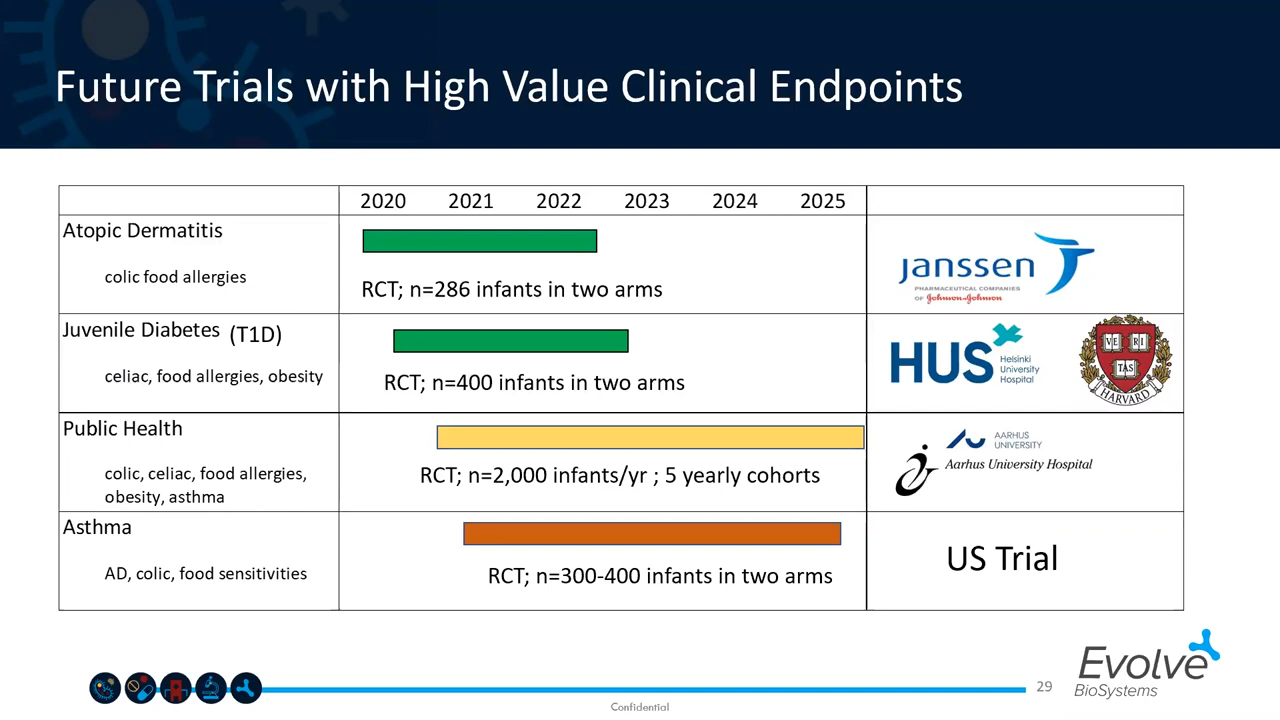 Future Trials with High Value Clinical Endpoints
2020 2021 2022 2023 2024 2025
Atopic Dermatitis
colic food allergies
RCT; n=286 infants in two arms
janssen
PHARMACEUTICAL COMPANIES
OF Johnson & Johnson
Juvenile Diabetes (T1D)
celiac, food allergies, obesity
RCT; n=400 infants in two arms
HUS
Helsinki
University
Hospital
VE RI
TAS
HARVARD
Public Health
colic, celiac, food allergies,
obesity, asthma
RCT; n=2,000 infants/yr ; 5 yearly cohorts
AARHUS
UNIVERSITY
Aarhus University Hospital
Asthma
AD, colic, food sensitivities
RCT; n=300-400 infants in two arms
US Trial
Evolve
BioSystems
29
Confidential